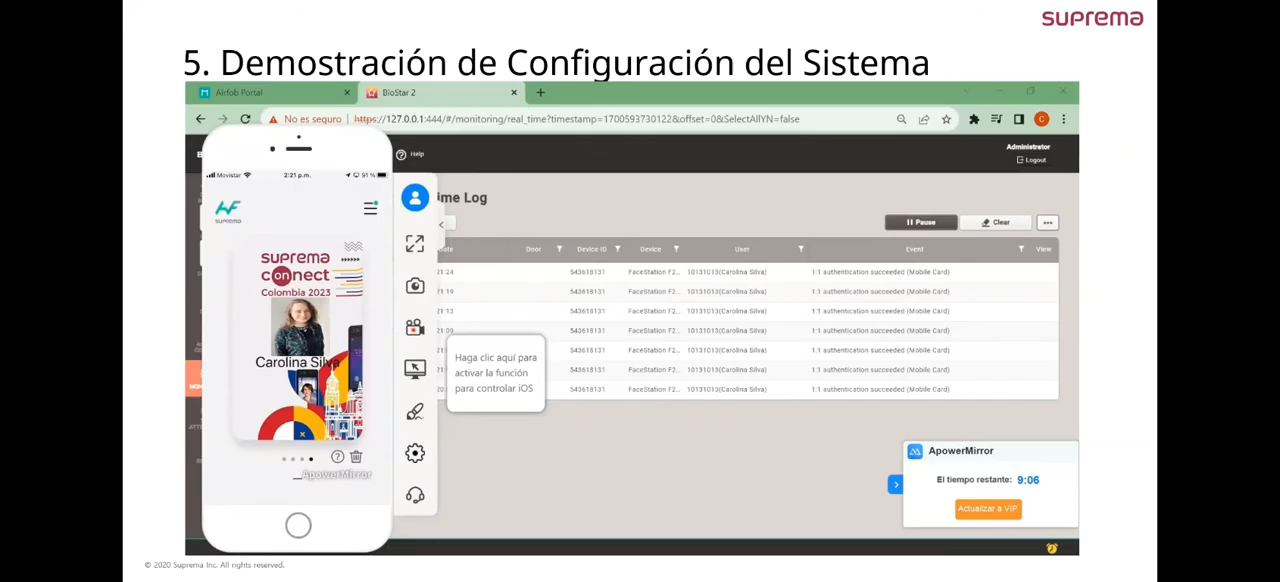 suprema
5. Demostración de Configuración del Sistema
Airfob Portal
BioStar 2
No es seguro | https://127.0.0.1:444/#/monitoring/real_time?timestamp=1700593730122&offset=0&SelectAllYN=false
Help
Administrator
Logout
Movistar 2:21 p.m. 91 %
SUPREMA
ime Log
Pause Clear
Door Device ID Device User Event View
21:24 543618131 FaceStation F2... 10131013(Carolina Silva) 1:1 authentication succeeded (Mobile Card)
21:19 543618131 FaceStation F2... 10131013(Carolina Silva) 1:1 authentication succeeded (Mobile Card)
21:13 543618131 FaceStation F2... 10131013(Carolina Silva) 1:1 authentication succeeded (Mobile Card)
21:09 543618131 FaceStation F2... 10131013(Carolina Silva) 1:1 authentication succeeded (Mobile Card)
543618131 FaceStation F2... 10131013(Carolina Silva) 1:1 authentication succeeded (Mobile Card)
543618131 FaceStation F2... 10131013(Carolina Silva) 1:1 authentication succeeded (Mobile Card)
543618131 FaceStation F2... 10131013(Carolina Silva) 1:1 authentication succeeded (Mobile Card)
suprema
connect
Colombia 2023
Carolina Silva
ApowerMirror
Haga clic aquí para
activar la función
para controlar iOS
ApowerMirror
El tiempo restante: 9:06
Actualizar a VIP
© 2020 Suprema Inc. All rights reserved.